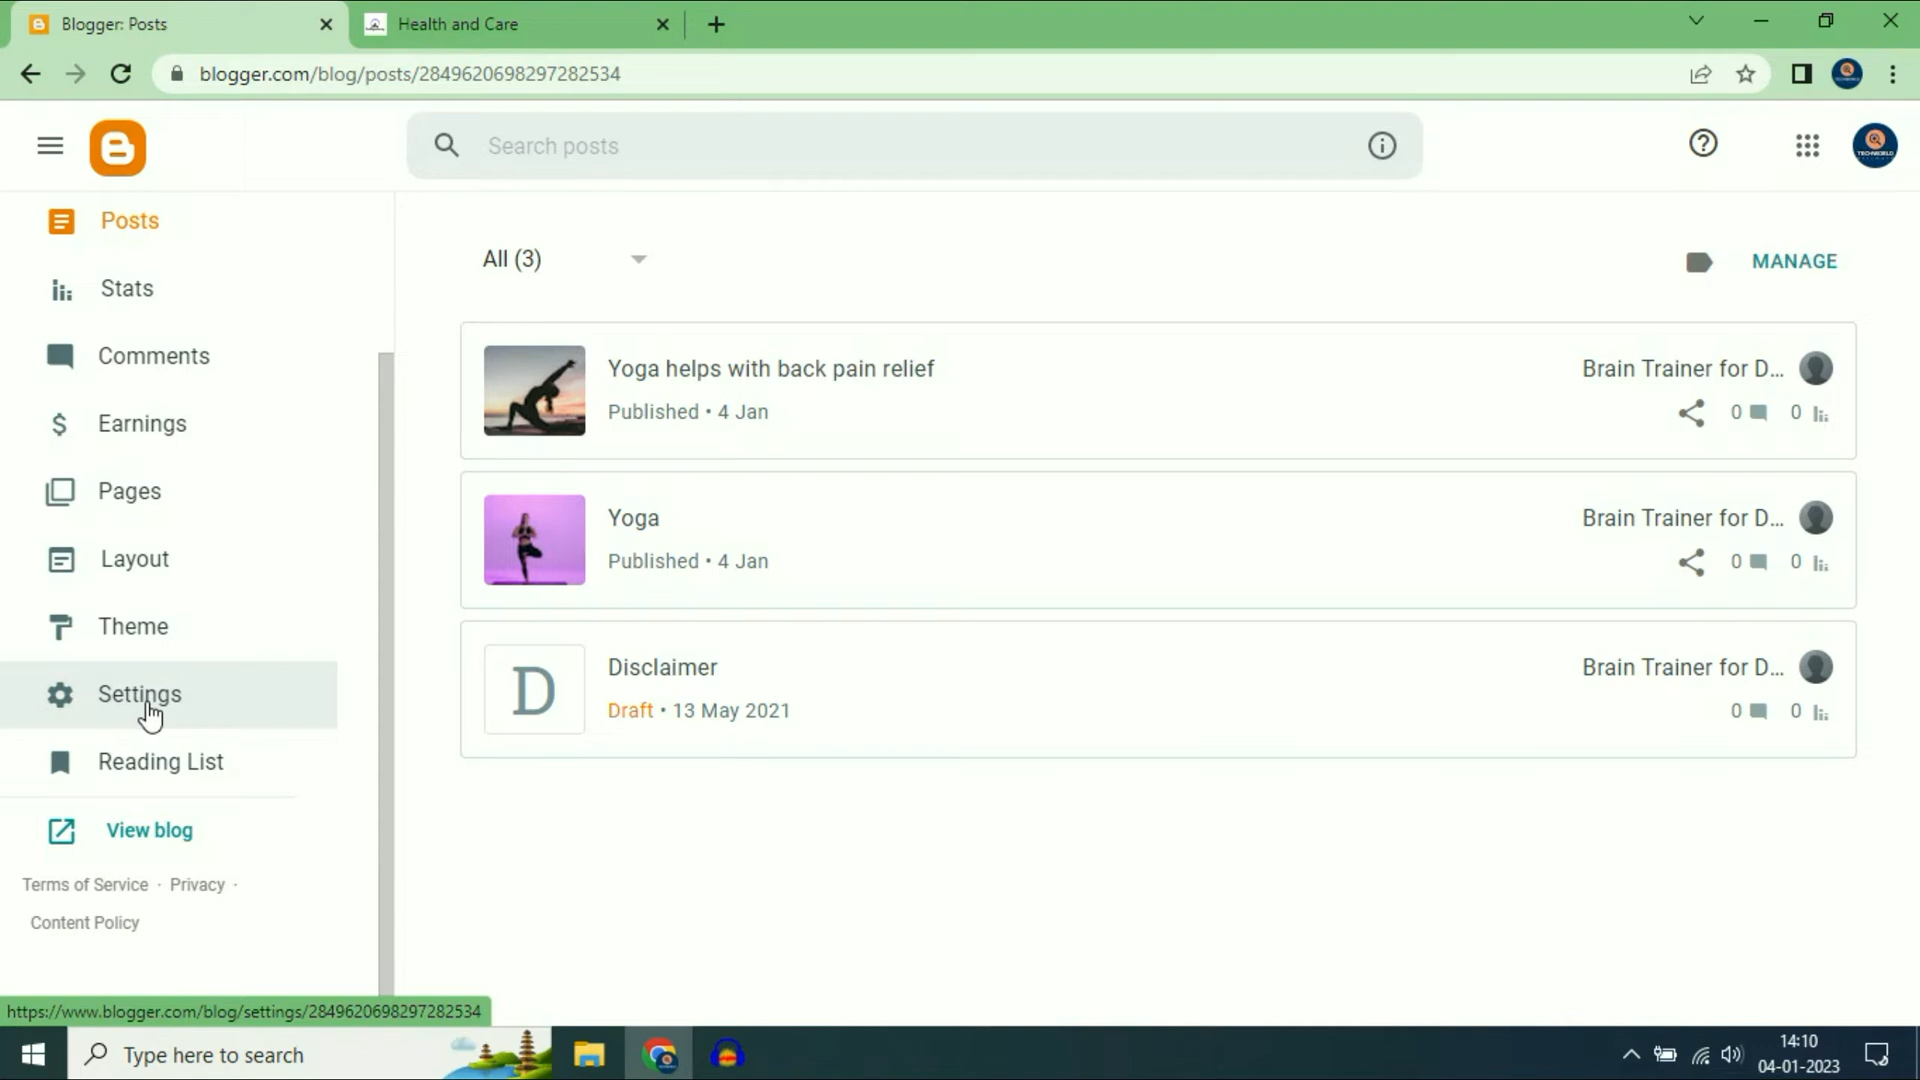 Blogger: Posts
Health and Care
blogger.com/blog/posts/2849620698297282534
Search posts
Posts
Stats
Comments
Earnings
Pages
Layout
Theme
Settings
Reading List
View blog
Terms of Service · Privacy ·
Content Policy
All (3)
MANAGE
Yoga helps with back pain relief
Published • 4 Jan
Brain Trainer for D...
0 0
Yoga
Published • 4 Jan
Brain Trainer for D...
0 0
D
Disclaimer
Draft • 13 May 2021
Brain Trainer for D...
0 0
https://www.blogger.com/blog/settings/2849620698297282534
Type here to search
14:10
04-01-2023